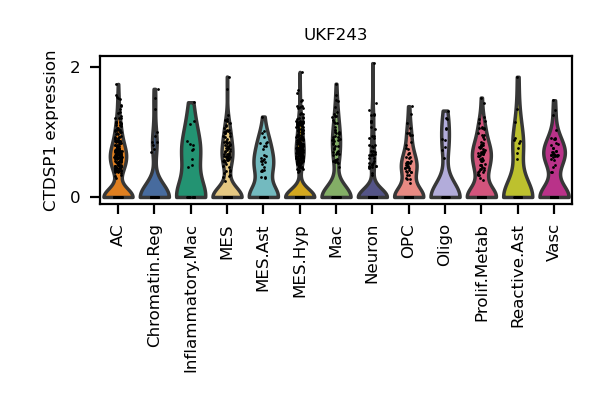 UKF243
CTDSP1 expression
2
0
AC
Chromatin.Reg
Inflammatory.Mac
MES
MES.Ast
MES.Hyp
Mac
Neuron
OPC
Oligo
Prolif.Metab
Reactive.Ast
Vasc